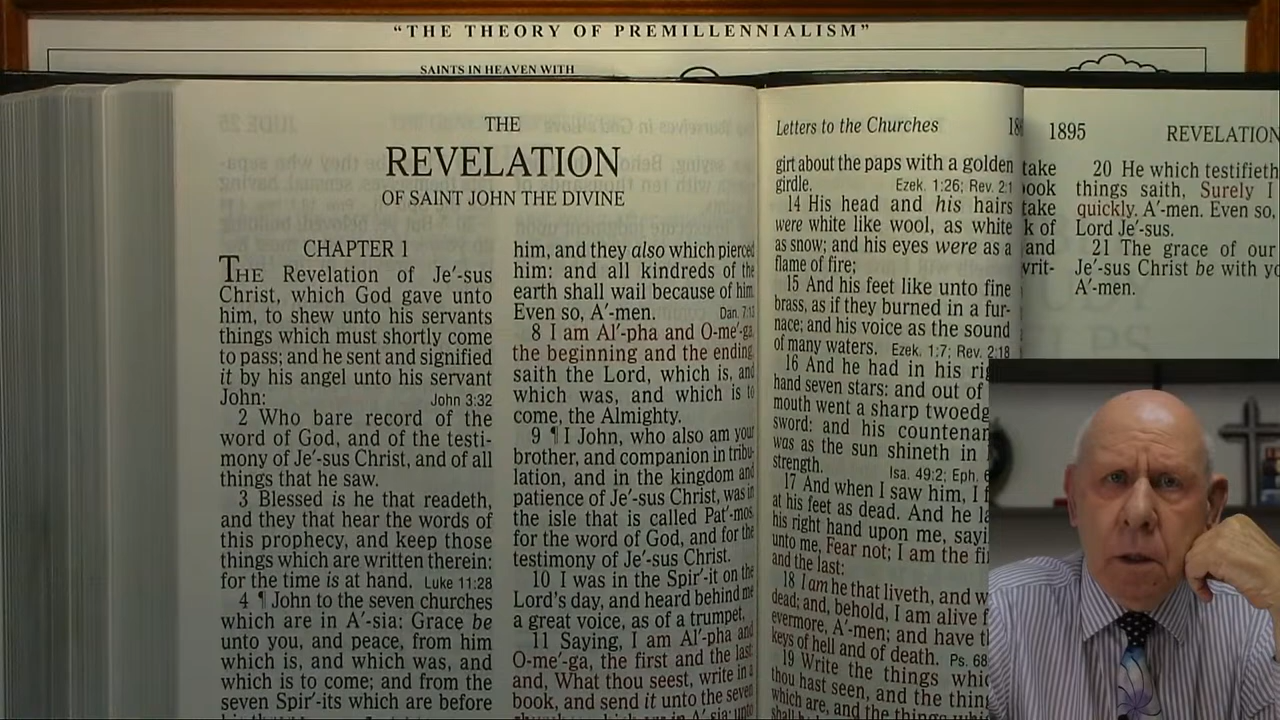 "THE THEORY OF PREMILLENNIALISM"
SAINTS IN HEAVEN WITH
THE
REVELATION
OF SAINT JOHN THE DIVINE
CHAPTER 1
THE Revelation of Je′-sus
Christ, which God gave unto
him, to shew unto his servants
things which must shortly come
to pass; and he sent and signified
it by his angel unto his servant
John: John 3:32
2 Who bare record of the
word of God, and of the testi-
mony of Je′-sus Christ, and of all
things that he saw.
3 Blessed is he that readeth,
and they that hear the words of
this prophecy, and keep those
things which are written therein:
for the time is at hand. Luke 11:28
4 ¶ John to the seven churches
which are in A′-sia: Grace be
unto you, and peace, from him
which is, and which was, and
which is to come; and from the
seven Spir′-its which are before
him, and they also which pierced
him: and all kindreds of the
earth shall wail because of him.
Even so, A′-men. Dan. 7:13
8 I am Al′-pha and O-me′-ga,
the beginning and the ending,
saith the Lord, which is, and
which was, and which is to
come, the Almighty.
9 ¶ I John, who also am your
brother, and companion in tribu-
lation, and in the kingdom and
patience of Je′-sus Christ, was in
the isle that is called Pat′-mos,
for the word of God, and for the
testimony of Je′-sus Christ.
10 I was in the Spir′-it on the
Lord's day, and heard behind me
a great voice, as of a trumpet,
11 Saying, I am Al′-pha and
O-me′-ga, the first and the last:
and, What thou seest, write in a
book, and send it unto the seven
Letters to the Churches
girt about the paps with a golden
girdle. Ezek. 1:26; Rev. 2:1
14 His head and his hairs
were white like wool, as white
as snow; and his eyes were as a
flame of fire;
15 And his feet like unto fine
brass, as if they burned in a fur-
nace; and his voice as the sound
of many waters. Ezek. 1:7; Rev. 2:18
16 And he had in his rig
hand seven stars: and out of
mouth went a sharp twoedg
sword: and his countenan
was as the sun shineth in
strength. Isa. 49:2; Eph. 6
17 And when I saw him, I f
at his feet as dead. And he la
his right hand upon me, sayi
unto me, Fear not; I am the fi
and the last:
18 I am he that liveth, and w
dead; and, behold, I am alive f
evermore, A′-men; and have t
keys of hell and of death. Ps. 68
19 Write the things whic
thou hast seen, and the thin
which are, and the things whi
take
ook
take
k of
and
writ-
1895 REVELATION
20 He which testifieth
things saith, Surely I
quickly. A′-men. Even so,
Lord Je′-sus.
21 The grace of our
Je′-sus Christ be with yo
A′-men.